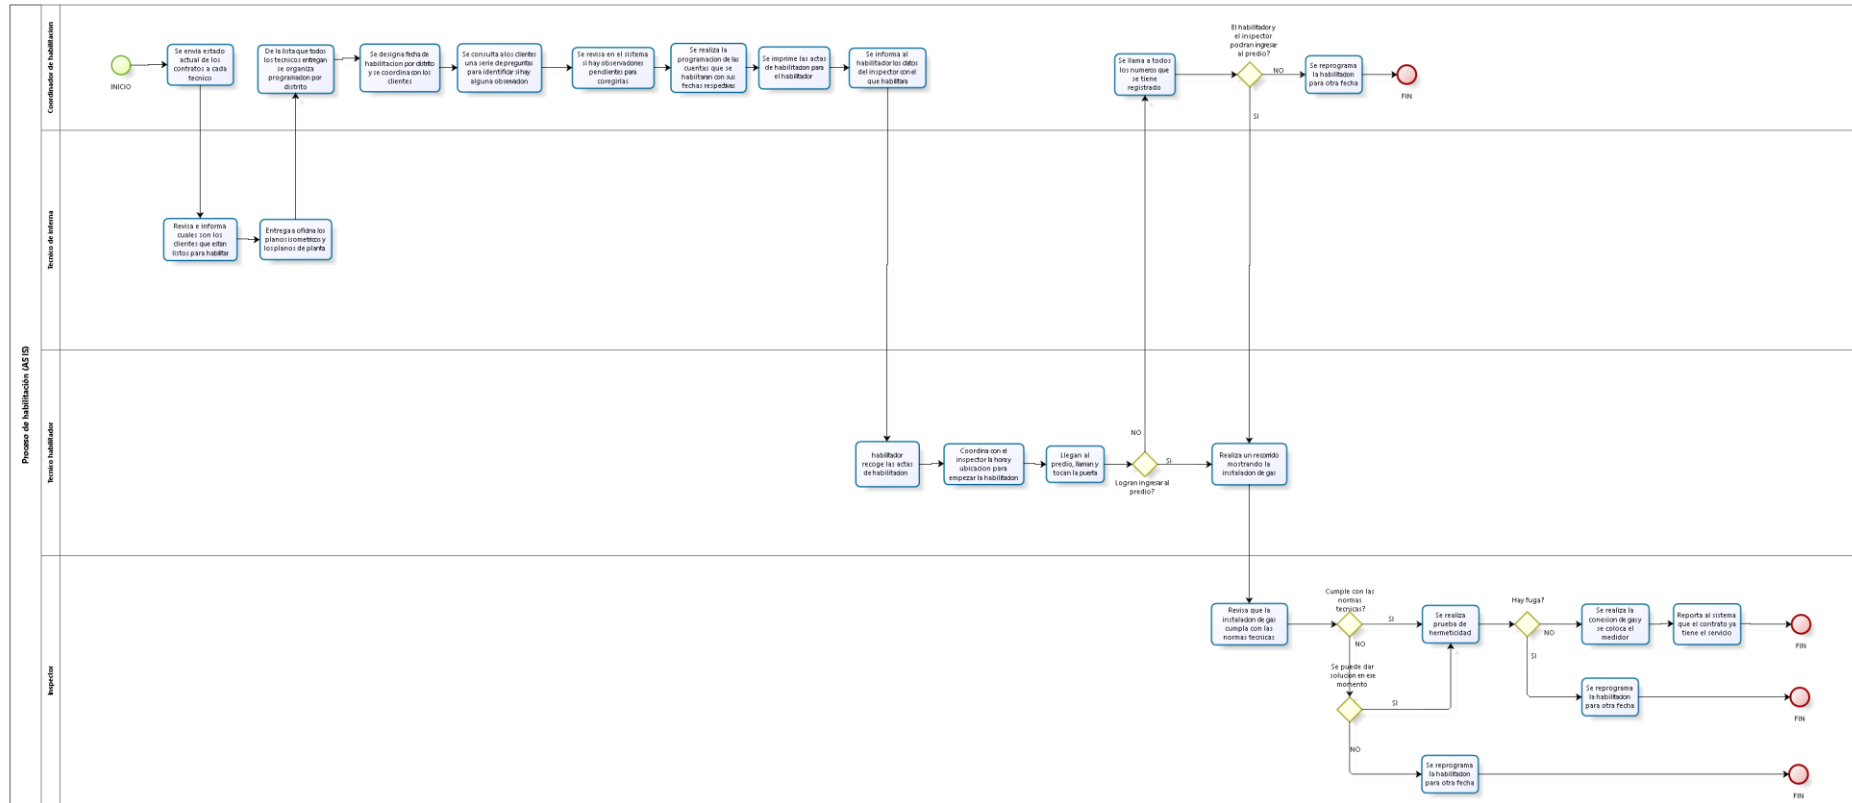 Proceso de habilitación (AS IS)
Coordinador de habilitacion
INICIO
Se envia estado
actual de los
contratos a cada
tecnico
De la lista que todos
los tecnicos entregan
se organiza
programacion por
distrito
Se designa fecha de
habilitacion por distrito
y se coordina con los
clientes
Se consulta a los clientes
una serie de preguntas
para identificar si hay
alguna observacion
Se revisa en el sistema
si hay observaciones
pendientes para
coregirlas
Se realiza la
programacion de las
cuentas que se
habilitaran con sus
fechas respectivas
Se imprime las actas
de habilitacion para
el habilitador
Se informa al
habilitador los datos
del inspector con el
que habilitara
Se llama a todos
los numeros que
se tiene
registrado
El habilitador y
el inspector
podran ingresar
al predio?
NO
SI
Se reprograma
la habilitacion
para otra fecha
FIN
Tecnico de interna
Revisa e informa
cuales son los
clientes que estan
listos para habilitar
Entrega a oficina los
planos isometricos y
los planos de planta
Tecnico habilitador
habilitador
recoge las actas
de habilitacion
Coordina con el
inspector la hora y
ubicacion para
empezar la habilitacion
Llegan al
predio, llaman y
tocan la puerta
NO
Si
Logran ingresar al
predio?
Realiza un recorrido
mostrando la
instalacion de gas
Inspector
Revisa que la
instalacion de gas
cumpla con las
normas tecnicas
Cumple con las
normas
tecnicas?
SI
NO
Se puede dar
solucion en ese
momento
SI
NO
Se realiza
prueba de
hermeticidad
Hay fuga?
NO
SI
Se realiza la
conexion de gas y
se coloca el
medidor
Reporta al sistema
que el contrato ya
tiene el servicio
FIN
Se reprograma
la habilitacion
para otra fecha
FIN
Se reprograma
la habilitacion
para otra fecha
FIN